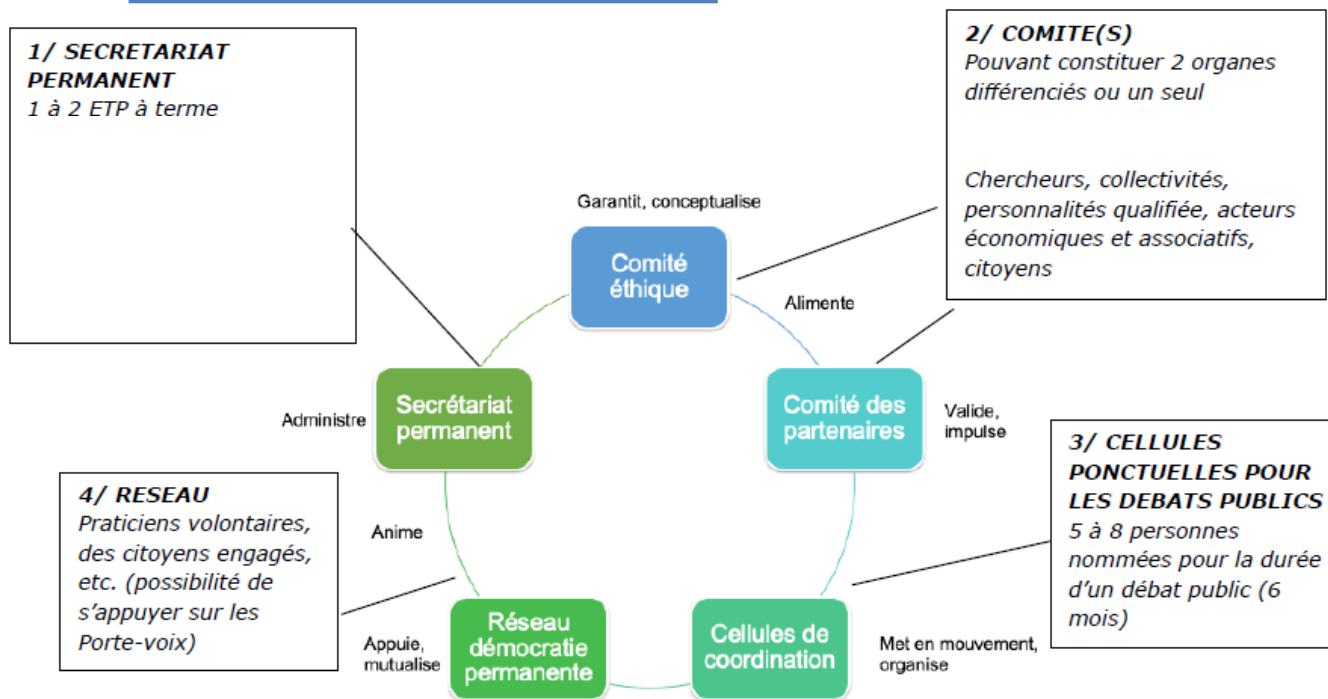 1/ SECRETARIAT
PERMANENT
1 à 2 ETP à terme
2/ COMITE(S)
Pouvant constituer 2 organes
différenciés ou un seul
Chercheurs, collectivités,
personnalités qualifiée, acteurs
économiques et associatifs,
citoyens
Garantit, conceptualise
Comité
éthique
Alimente
Secrétariat
permanent
Administre
Comité des
partenaires
Valide,
impulse
3/ CELLULES
PONCTUELLES POUR
LES DEBATS PUBLICS
5 à 8 personnes
nommées pour la durée
d’un débat public (6
mois)
4/ RESEAU
Praticiens volontaires,
des citoyens engagés,
etc. (possibilité de
s’appuyer sur les
Porte-voix)
Anime
Appuie,
mutualise
Réseau
démocratie
permanente
Cellules de
coordination
Met en mouvement,
organise